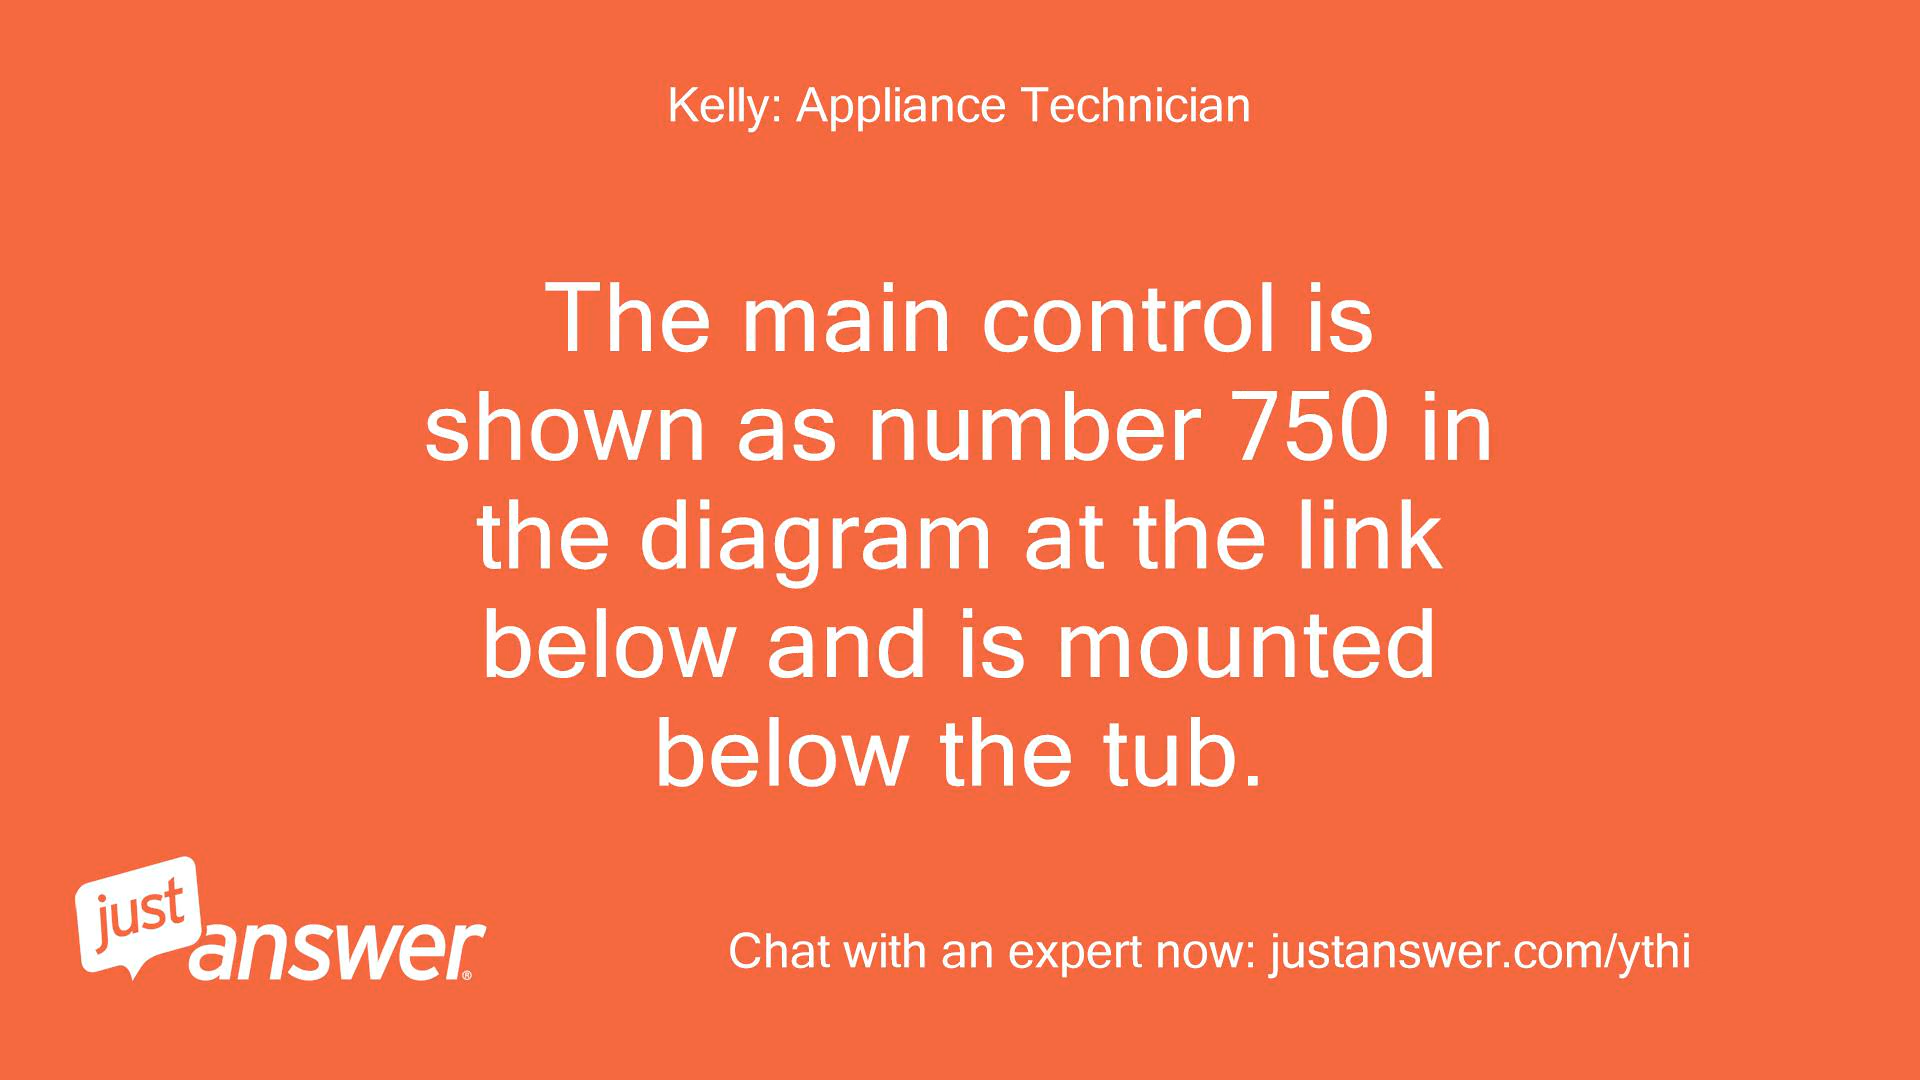 Kelly: Appliance Technician
The main control is
shown as number 750 in
the diagram at the link
below and is mounted
below the tub.
just
answer®
Chat with an expert now: justanswer.com/ythi